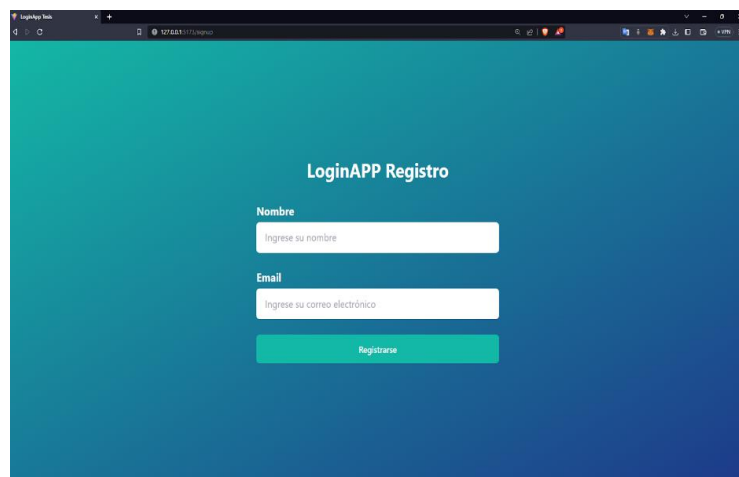 LoginApp Tesis
127.0.0.1:5173/signup
VPN
LoginAPP Registro
Nombre
Ingrese su nombre
Email
Ingrese su correo electrónico
Registrarse